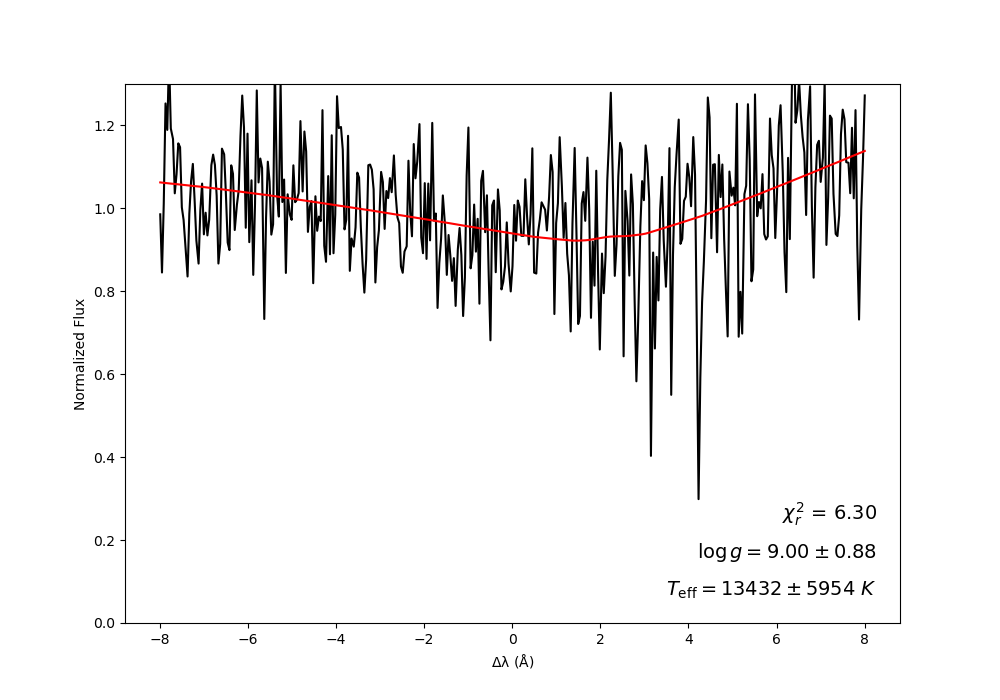 1.2
1.0
0.8
0.6
0.4
0.2
0.0
Normalized Flux
χ²ᵣ = 6.30
log g = 9.00 ± 0.88
T_eff = 13432 ± 5954 K
−8 −6 −4 −2 0 2 4 6 8
Δλ (Å)